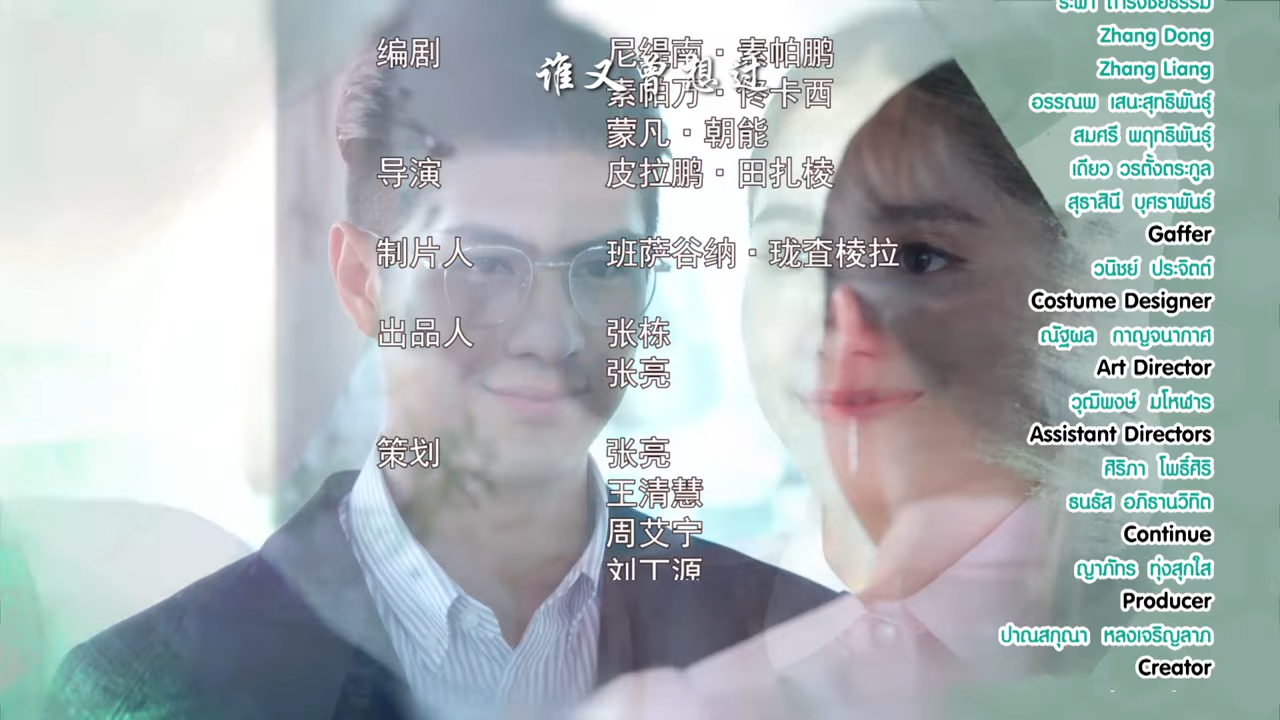 编剧 尼缇南·素帕鹏
谁又曾想过
素帕万·佟卡西
蒙凡·朝能
导演 皮拉鹏·田扎棱
制片人 班萨谷纳·珑查棱拉
出品人 张栋
张亮
策划 张亮
王清慧
周艾宁
刘丁源
Zhang Dong
Zhang Liang
อรรณพ เสนะสุทธิพันธุ์
สมศรี พฤทธิพันธุ์
เดียว วรตั้งตระกูล
สุธาสินี บุศราพันธ์
Gaffer
วนิชย์ ประจิตต์
Costume Designer
ณัฐผล กาญจนากาศ
Art Director
วุฒิพงษ์ มโหฬาร
Assistant Directors
ศิริภา โพธิ์ศิริ
ธนธัส อภิธานวิทิต
Continue
ญาภัทร ทุ่งสุกใส
Producer
ปาณสกุณา หลงเจริญลาภ
Creator